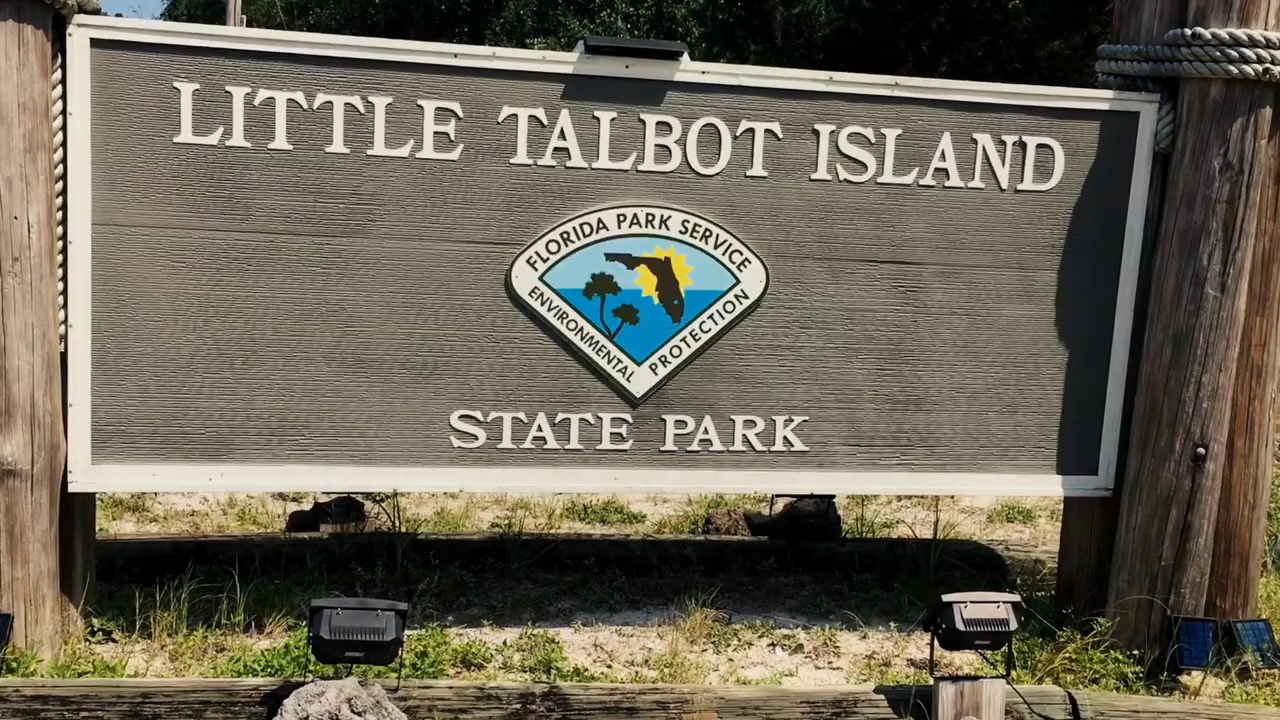 LITTLE TALBOT ISLAND
FLORIDA PARK SERVICE
ENVIRONMENTAL PROTECTION
STATE PARK